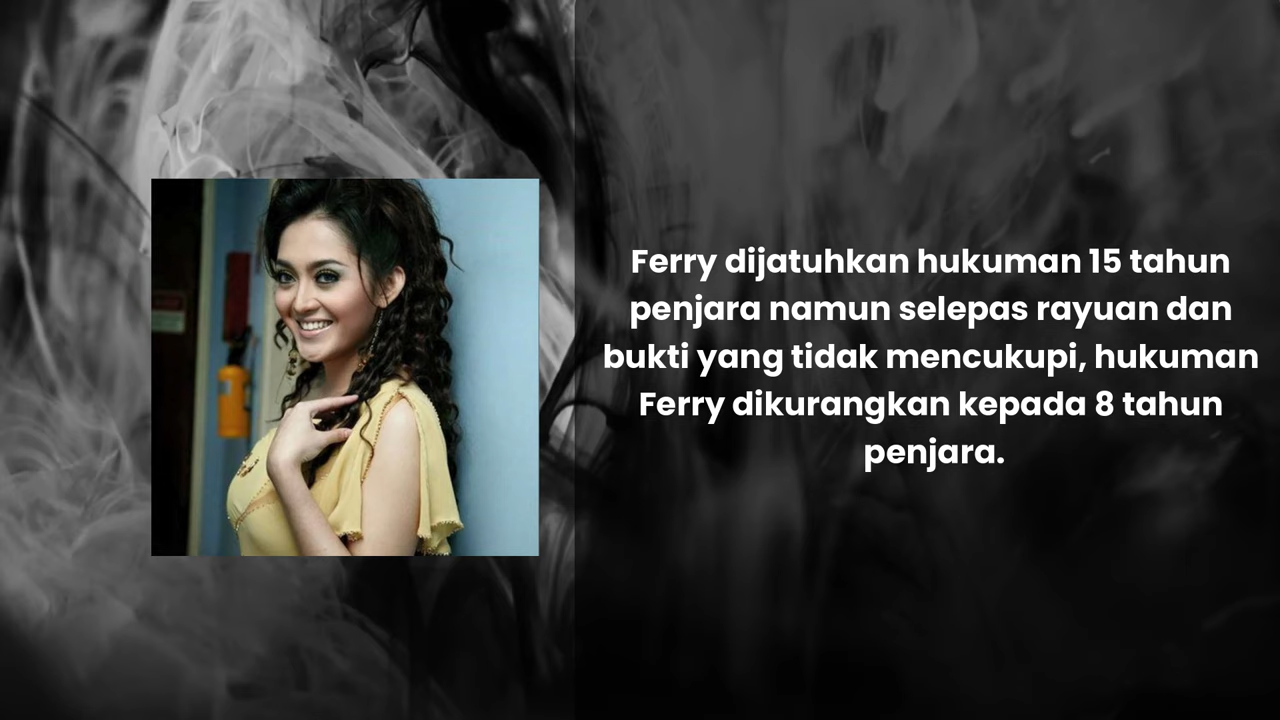 Ferry dijatuhkan hukuman 15 tahun
penjara namun selepas rayuan dan
bukti yang tidak mencukupi, hukuman
Ferry dikurangkan kepada 8 tahun
penjara.